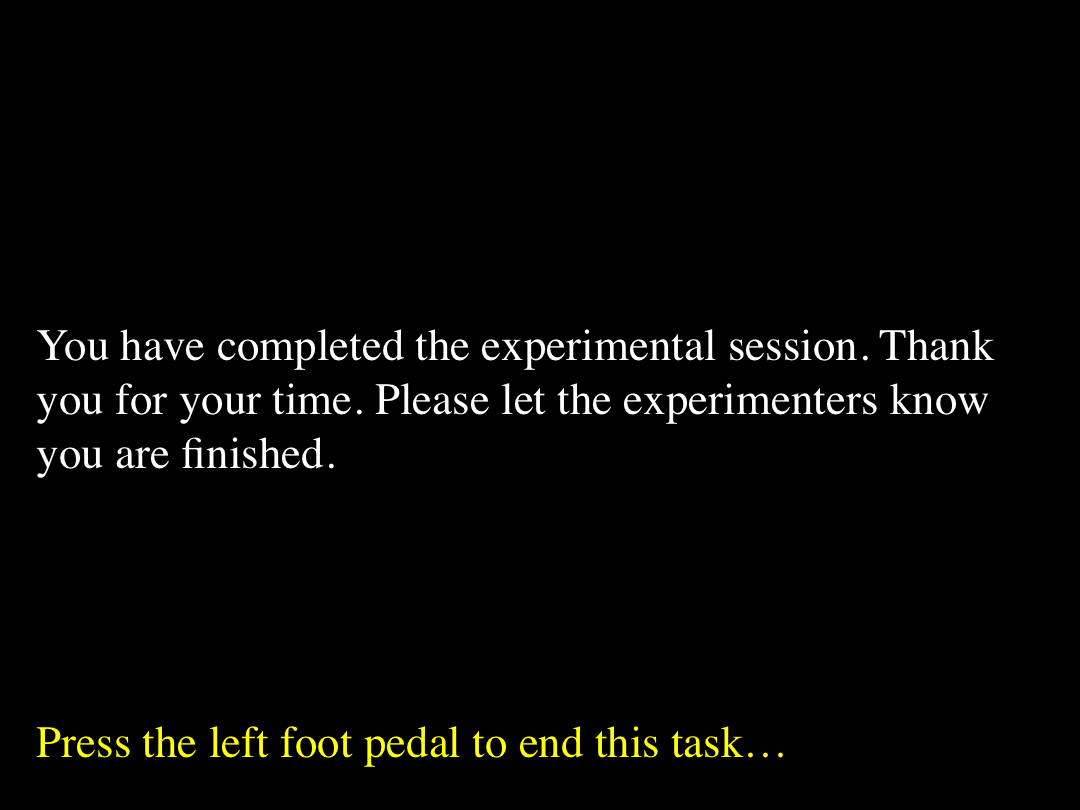 You have completed the experimental session. Thank
you for your time. Please let the experimenters know
you are finished.
Press the left foot pedal to end this task…